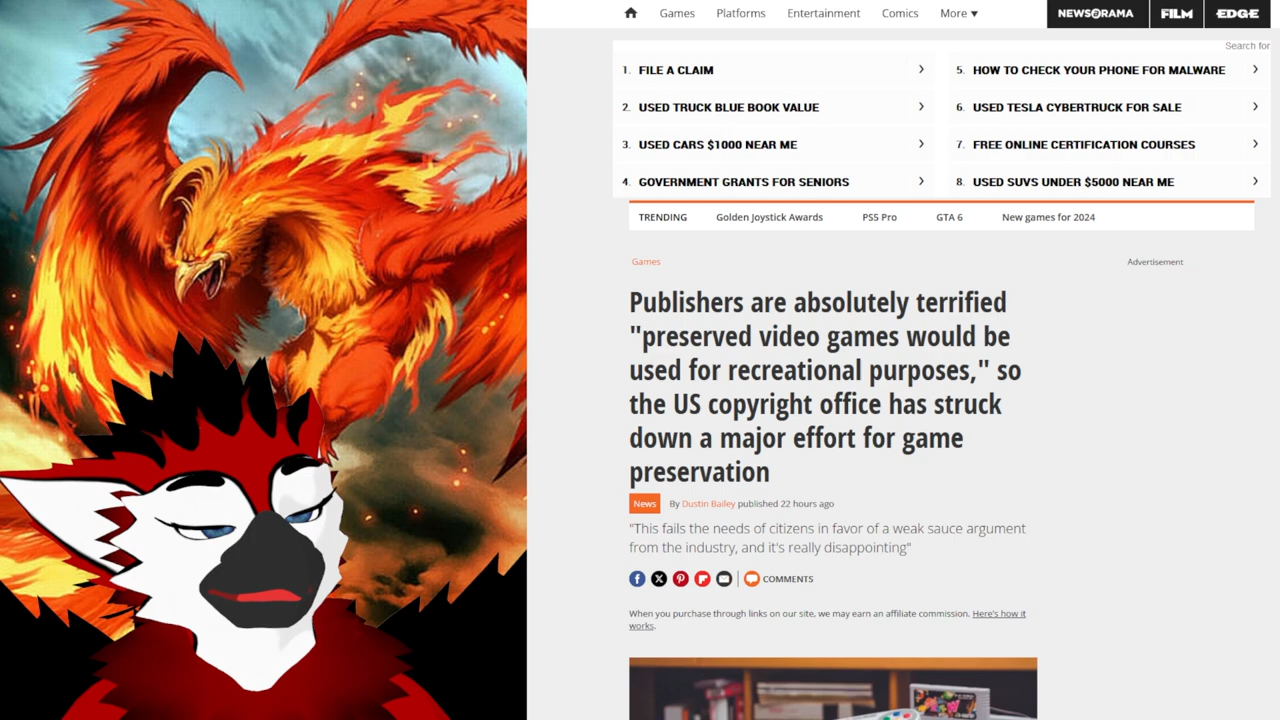 Games Platforms Entertainment Comics More ▼ NEWSARAMA FILM EDGE
Search for
1. FILE A CLAIM
2. USED TRUCK BLUE BOOK VALUE
3. USED CARS $1000 NEAR ME
4. GOVERNMENT GRANTS FOR SENIORS
5. HOW TO CHECK YOUR PHONE FOR MALWARE
6. USED TESLA CYBERTRUCK FOR SALE
7. FREE ONLINE CERTIFICATION COURSES
8. USED SUVS UNDER $5000 NEAR ME
TRENDING Golden Joystick Awards PS5 Pro GTA 6 New games for 2024
Games
Advertisement
Publishers are absolutely terrified
"preserved video games would be
used for recreational purposes," so
the US copyright office has struck
down a major effort for game
preservation
News By Dustin Bailey published 22 hours ago
"This fails the needs of citizens in favor of a weak sauce argument
from the industry, and it's really disappointing"
COMMENTS
When you purchase through links on our site, we may earn an affiliate commission. Here's how it
works.